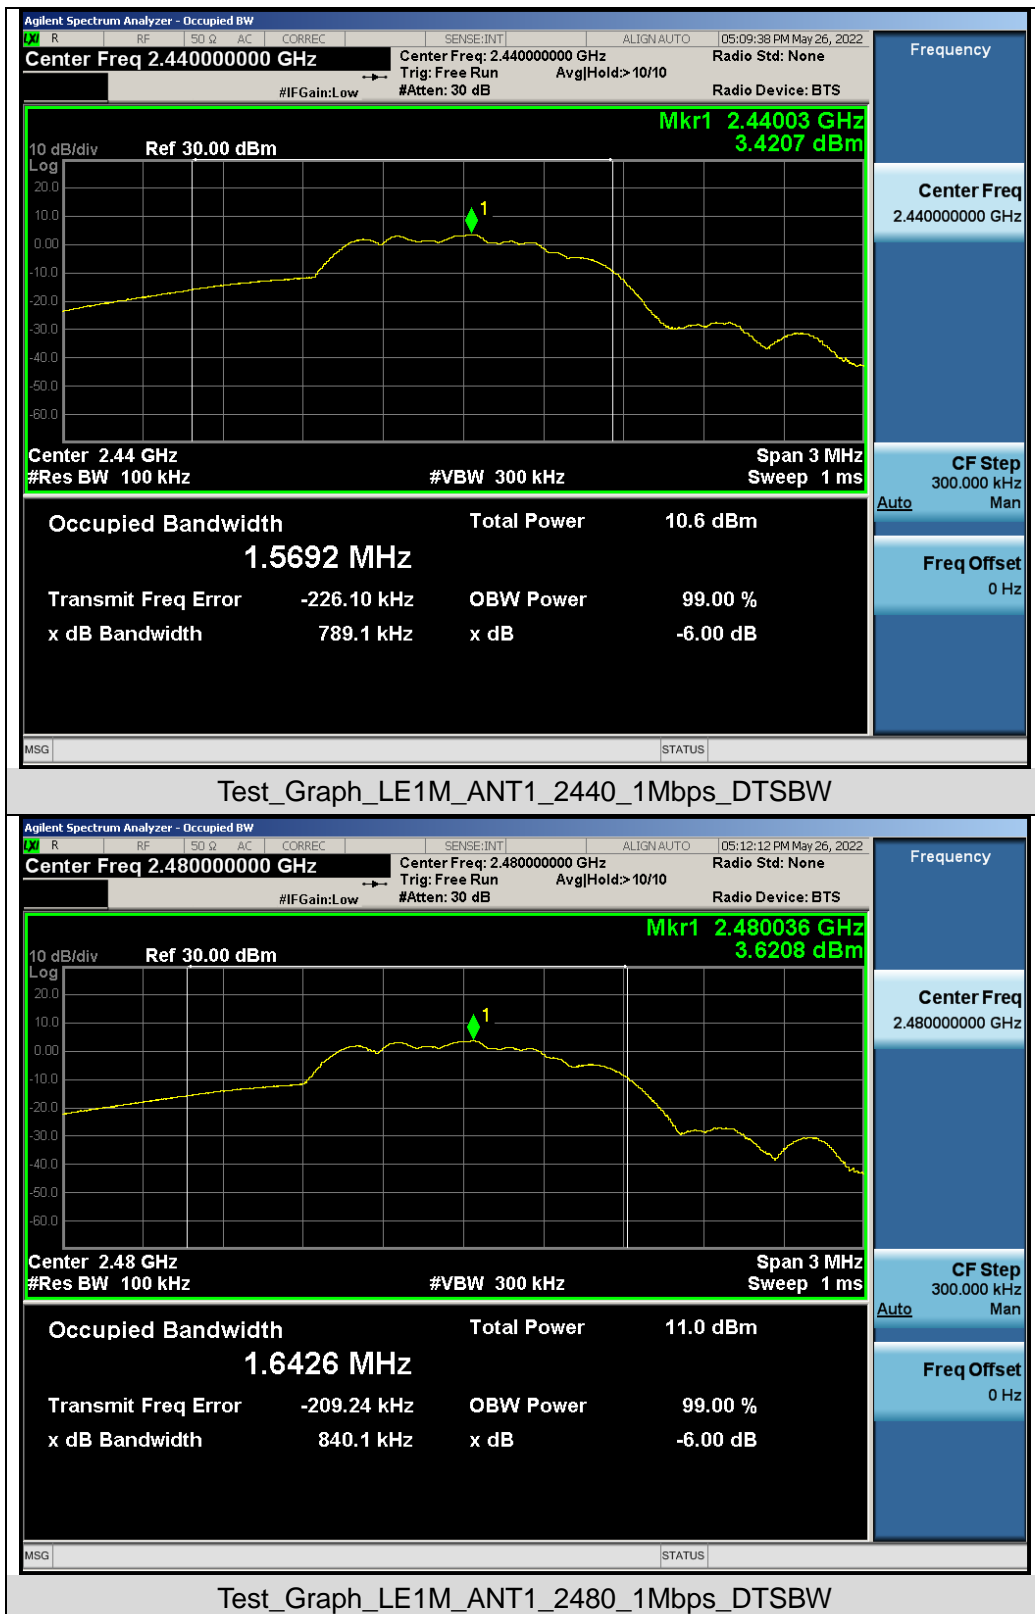 Agilent Spectrum Analyzer - Occupied BW
LXI R RF 50 Ω AC CORREC SENSE:INT ALIGN AUTO 05:09:38 PM May 26, 2022
Center Freq 2.440000000 GHz Center Freq: 2.440000000 GHz Radio Std: None Frequency
Trig: Free Run Avg|Hold:> 10/10
#IFGain:Low #Atten: 30 dB Radio Device: BTS
Mkr1 2.44003 GHz
3.4207 dBm
10 dB/div Ref 30.00 dBm
Log
20.0
10.0
0.00
-10.0
-20.0
-30.0
-40.0
-50.0
-60.0
1
Center Freq
2.440000000 GHz
Center 2.44 GHz Span 3 MHz
#Res BW 100 kHz #VBW 300 kHz Sweep 1 ms
CF Step
300.000 kHz
Auto Man
Occupied Bandwidth Total Power 10.6 dBm
1.5692 MHz
Freq Offset
0 Hz
Transmit Freq Error -226.10 kHz OBW Power 99.00 %
x dB Bandwidth 789.1 kHz x dB -6.00 dB
MSG STATUS
Test_Graph_LE1M_ANT1_2440_1Mbps_DTSBW
Agilent Spectrum Analyzer - Occupied BW
LXI R RF 50 Ω AC CORREC SENSE:INT ALIGN AUTO 05:12:12 PM May 26, 2022
Center Freq 2.480000000 GHz Center Freq: 2.480000000 GHz Radio Std: None Frequency
Trig: Free Run Avg|Hold:> 10/10
#IFGain:Low #Atten: 30 dB Radio Device: BTS
Mkr1 2.480036 GHz
3.6208 dBm
10 dB/div Ref 30.00 dBm
Log
20.0
10.0
0.00
-10.0
-20.0
-30.0
-40.0
-50.0
-60.0
1
Center Freq
2.480000000 GHz
Center 2.48 GHz Span 3 MHz
#Res BW 100 kHz #VBW 300 kHz Sweep 1 ms
CF Step
300.000 kHz
Auto Man
Occupied Bandwidth Total Power 11.0 dBm
1.6426 MHz
Freq Offset
0 Hz
Transmit Freq Error -209.24 kHz OBW Power 99.00 %
x dB Bandwidth 840.1 kHz x dB -6.00 dB
MSG STATUS
Test_Graph_LE1M_ANT1_2480_1Mbps_DTSBW